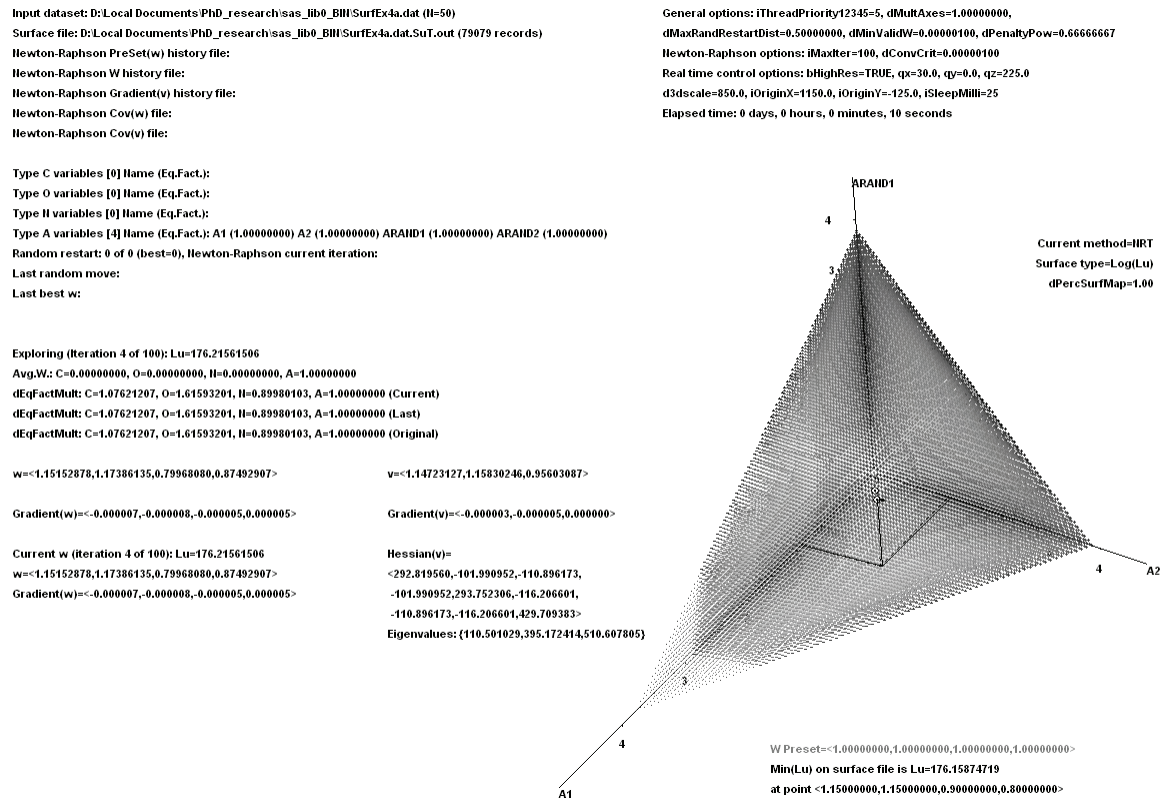 Input dataset: D:\Local Documents\PhD_research\sas_lib0_BIN\SurfEx4a.dat (N=50)
Surface file: D:\Local Documents\PhD_research\sas_lib0_BIN\SurfEx4a.dat.SuT.out (79079 records)
Newton-Raphson PreSet(w) history file:
Newton-Raphson W history file:
Newton-Raphson Gradient(v) history file:
Newton-Raphson Cov(w) file:
Newton-Raphson Cov(v) file:
General options: iThreadPriority12345=5, dMultAxes=1.00000000,
dMaxRandRestartDist=0.50000000, dMinValidW=0.00000100, dPenaltyPow=0.66666667
Newton-Raphson options: iMaxIter=100, dConvCrit=0.00000100
Real time control options: bHighRes=TRUE, qx=30.0, qy=0.0, qz=225.0
d3dscale=850.0, iOriginX=1150.0, iOriginY=-125.0, iSleepMilli=25
Elapsed time: 0 days, 0 hours, 0 minutes, 10 seconds
Type C variables [0] Name (Eq.Fact.):
Type O variables [0] Name (Eq.Fact.):
Type N variables [0] Name (Eq.Fact.):
Type A variables [4] Name (Eq.Fact.): A1 (1.00000000) A2 (1.00000000) ARAND1 (1.00000000) ARAND2 (1.00000000)
Random restart: 0 of 0 (best=0), Newton-Raphson current iteration:
Last random move:
Last best w:
Exploring (Iteration 4 of 100): Lu=176.21561506
Avg.W.: C=0.00000000, O=0.00000000, N=0.00000000, A=1.00000000
dEqFactMult: C=1.07621207, O=1.61593201, N=0.89980103, A=1.00000000 (Current)
dEqFactMult: C=1.07621207, O=1.61593201, N=0.89980103, A=1.00000000 (Last)
dEqFactMult: C=1.07621207, O=1.61593201, N=0.89980103, A=1.00000000 (Original)
w=<1.15152878,1.17386135,0.79968080,0.87492907>
v=<1.14723127,1.15830246,0.95603087>
Gradient(w)=<-0.000007,-0.000008,-0.000005,0.000005>
Gradient(v)=<-0.000003,-0.000005,0.000000>
Current w (iteration 4 of 100): Lu=176.21561506
w=<1.15152878,1.17386135,0.79968080,0.87492907>
Gradient(w)=<-0.000007,-0.000008,-0.000005,0.000005>
Hessian(v)=
<292.819560,-101.990952,-110.896173,
-101.990952,293.752306,-116.206601,
-110.896173,-116.206601,429.709383>
Eigenvalues: {110.501029,395.172414,510.607805}
ARAND1
4
3
Current method=NRT
Surface type=Log(Lu)
dPercSurfMap=1.00
4
A2
3
4
A1
W Preset=<1.00000000,1.00000000,1.00000000,1.00000000>
Min(Lu) on surface file is Lu=176.15874719
at point <1.15000000,1.15000000,0.90000000,0.80000000>